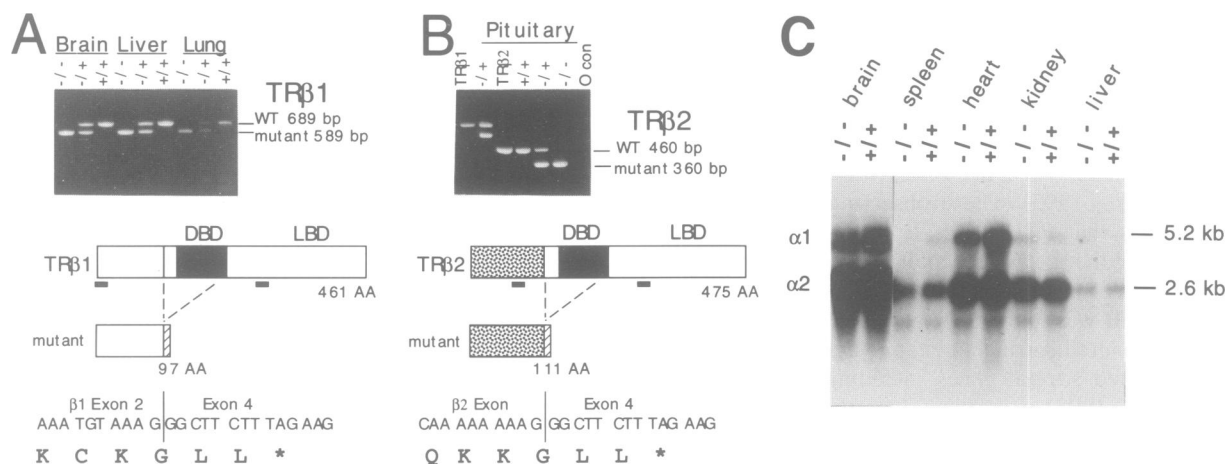 A
Brain Liver Lung
-/- -/+ +/+ -/- -/+ +/+ -/- -/+ +/+
TRβ1
WT 689 bp
mutant 589 bp
DBD LBD
TRβ1
461 AA
mutant
97 AA
β1 Exon 2 Exon 4
AAA TGT AAA G GG CTT CTT TAG AAG
K C K G L L *
B
Pituitary
TRβ1 -/+ TRβ2 +/+ -/+ -/- O con
TRβ2
WT 460 bp
mutant 360 bp
DBD LBD
TRβ2
475 AA
mutant
111 AA
β2 Exon Exon 4
CAA AAA AAA G GG CTT CTT TAG AAG
Q K K G L L *
C
brain spleen heart kidney liver
-/- +/+ -/- +/+ -/- +/+ -/- +/+ -/- +/+
α1 5.2 kb
α2 2.6 kb